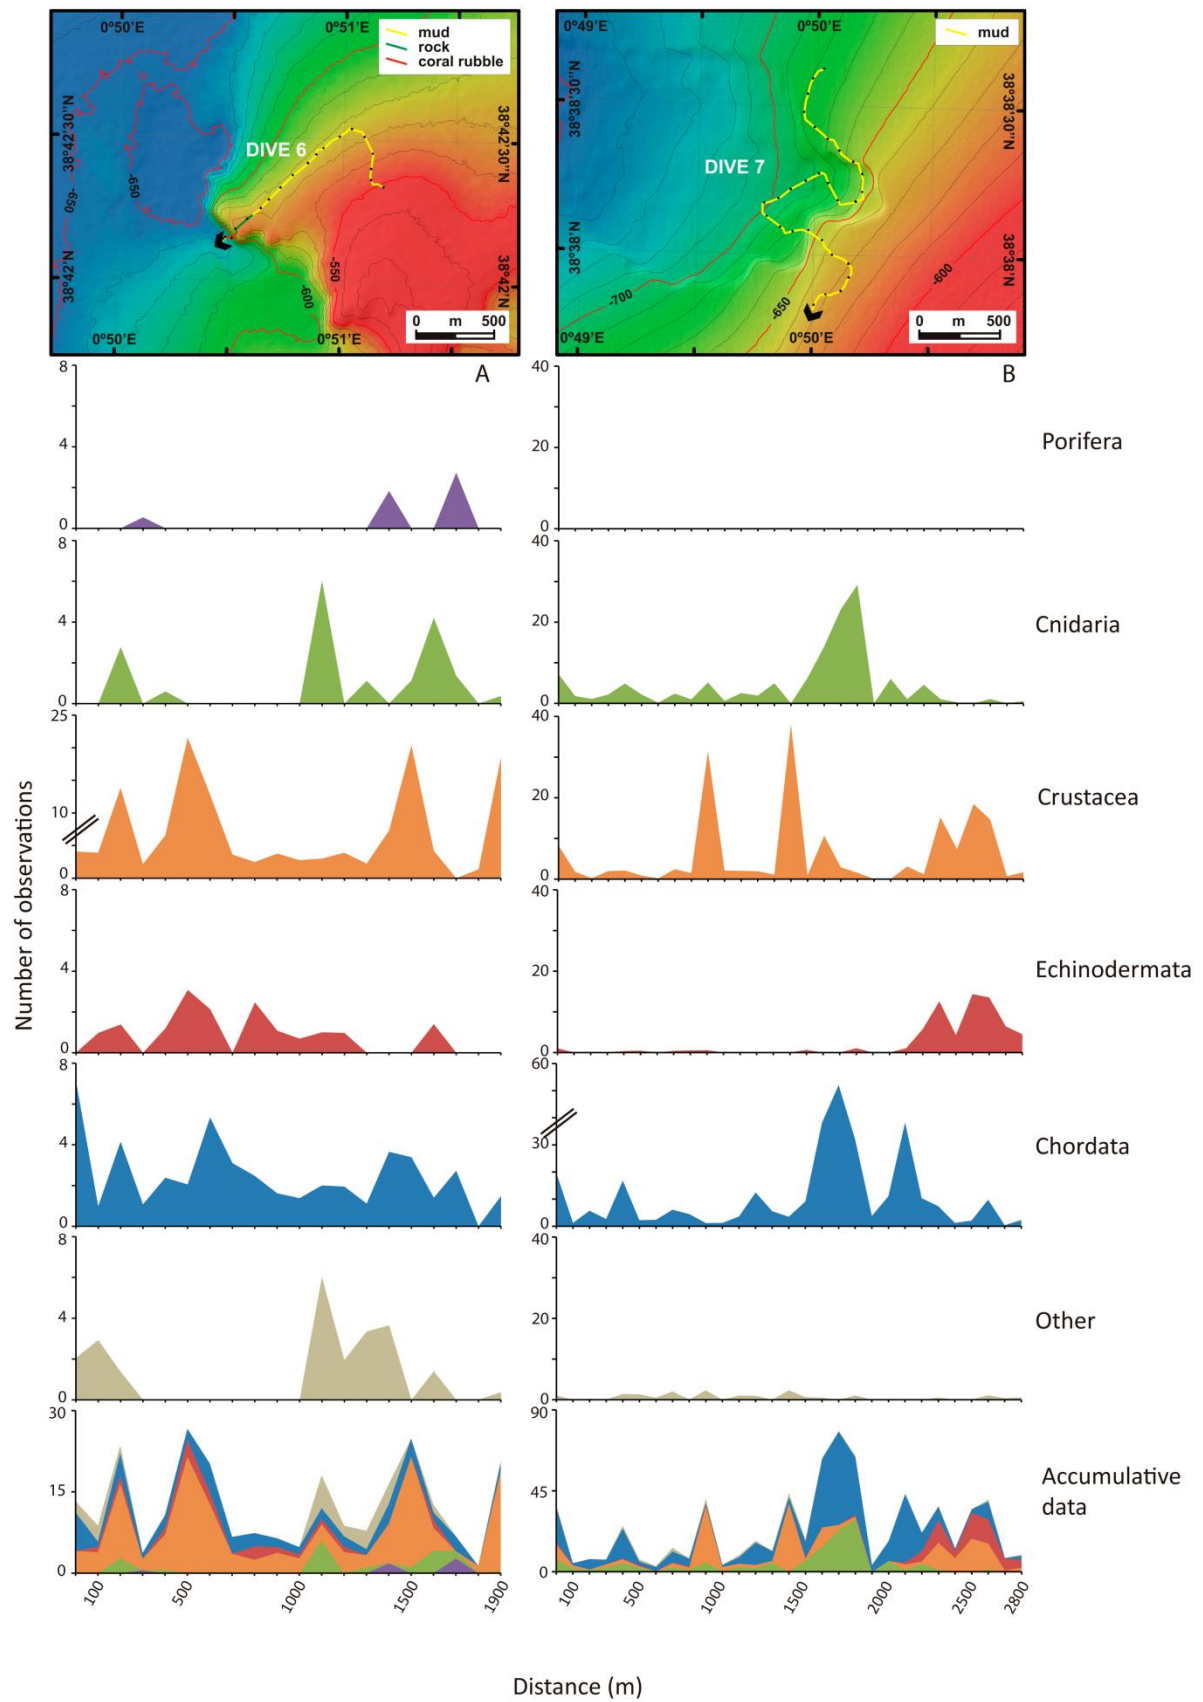 0°50'E 0°51'E
mud
rock
coral rubble
38°42'30"N 38°42'30"N
DIVE 6
-650
-650
38°42'N 38°42'N
-550
-600
0 m 500
0°50'E 0°51'E
0°49'E 0°50'E
mud
38°38'30"N 38°38'30"N
DIVE 7
38°38'N 38°38'N
-700
-650
-600
0 m 500
0°49'E 0°50'E
A B
8 4 0
40 20 0
Porifera
8 4 0
40 20 0
Cnidaria
25 10 0
40 20 0
Crustacea
8 4 0
40 20 0
Echinodermata
8 4 0
60 30 0
Chordata
8 4 0
40 20 0
Other
30 15 0
90 45 0
Accumulative
data
Number of observations
100 500 1000 1500 1900
100 500 1000 1500 2000 2500 2800
Distance (m)